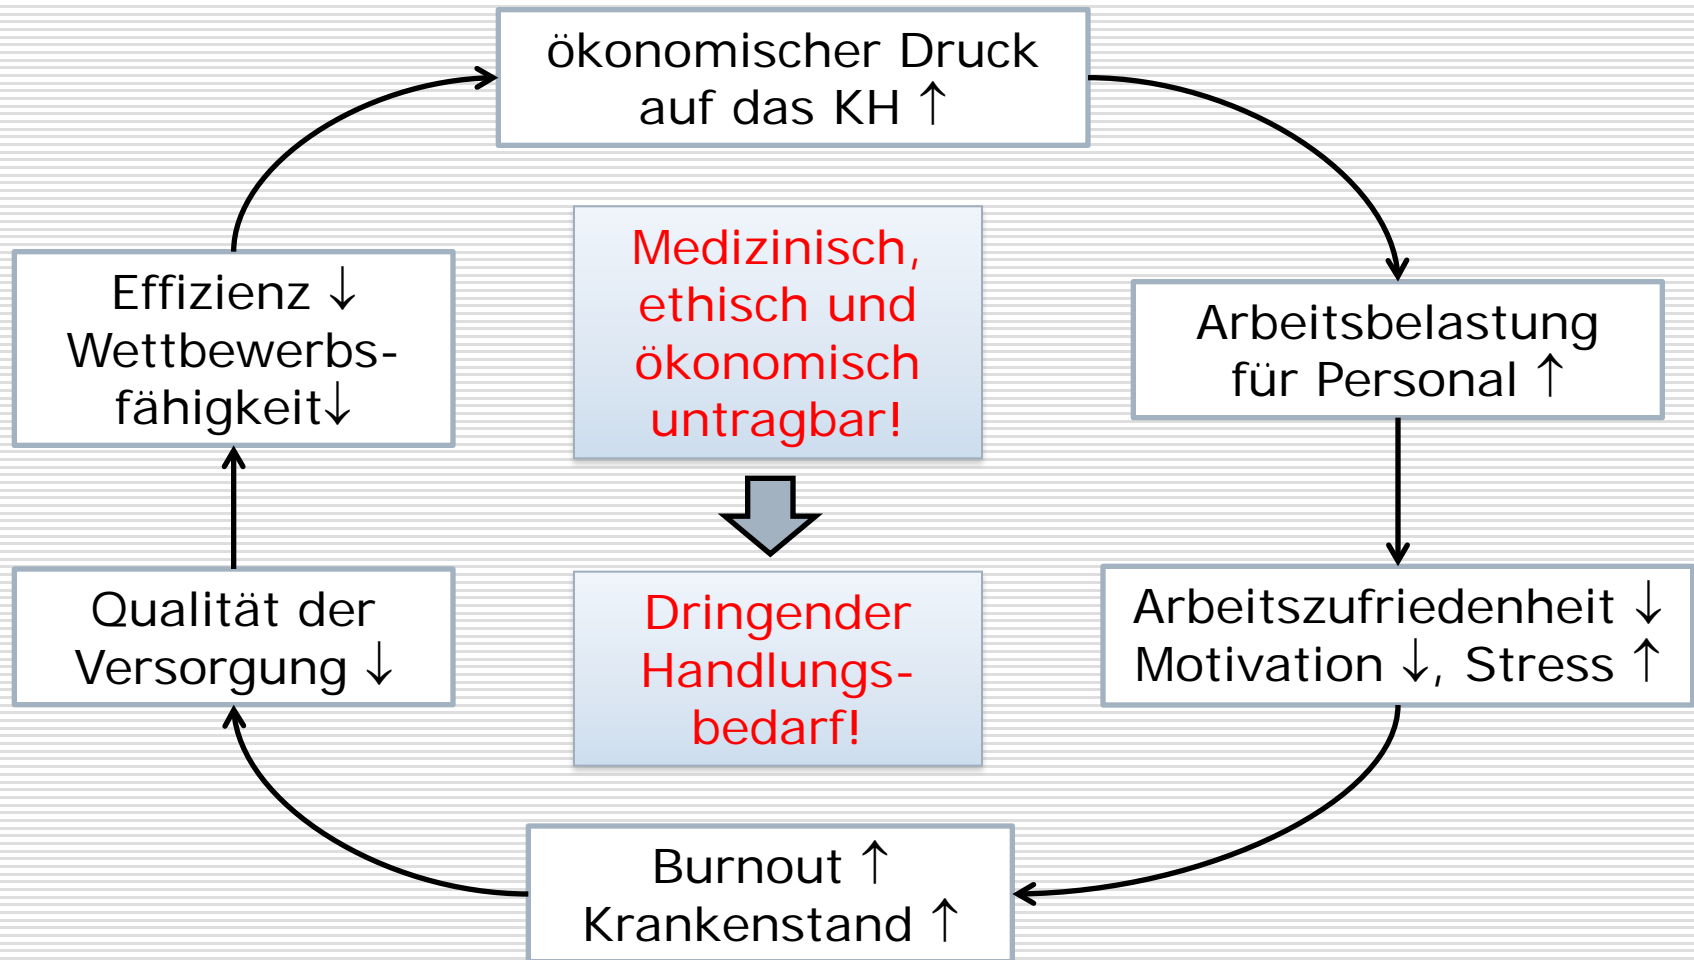 ökonomischer Druck
auf das KH ↑
Medizinisch,
ethisch und
ökonomisch
untragbar!
Effizienz ↓
Wettbewerbs-
fähigkeit↓
Arbeitsbelastung
für Personal ↑
Qualität der
Versorgung ↓
Dringender
Handlungs-
bedarf!
Arbeitszufriedenheit ↓
Motivation ↓, Stress ↑
Burnout ↑
Krankenstand ↑